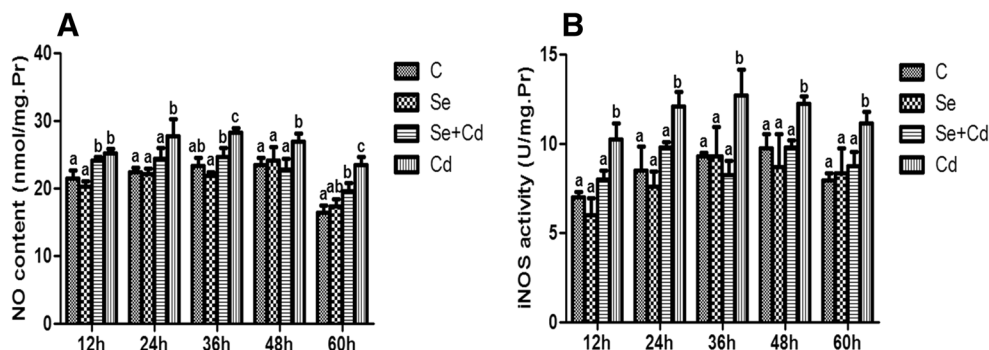 A
NO content (nmol/mg.Pr)
40
30
20
10
0
a a b b
a a a b
ab a b c
a a a b
a ab b c
12h 24h 36h 48h 60h
C
Se
Se+Cd
Cd
B
iNOS activity (U/mg.Pr)
15
10
5
0
a a a b
a a a b
a a a b
a a a b
a a a b
12h 24h 36h 48h 60h
C
Se
Se+Cd
Cd